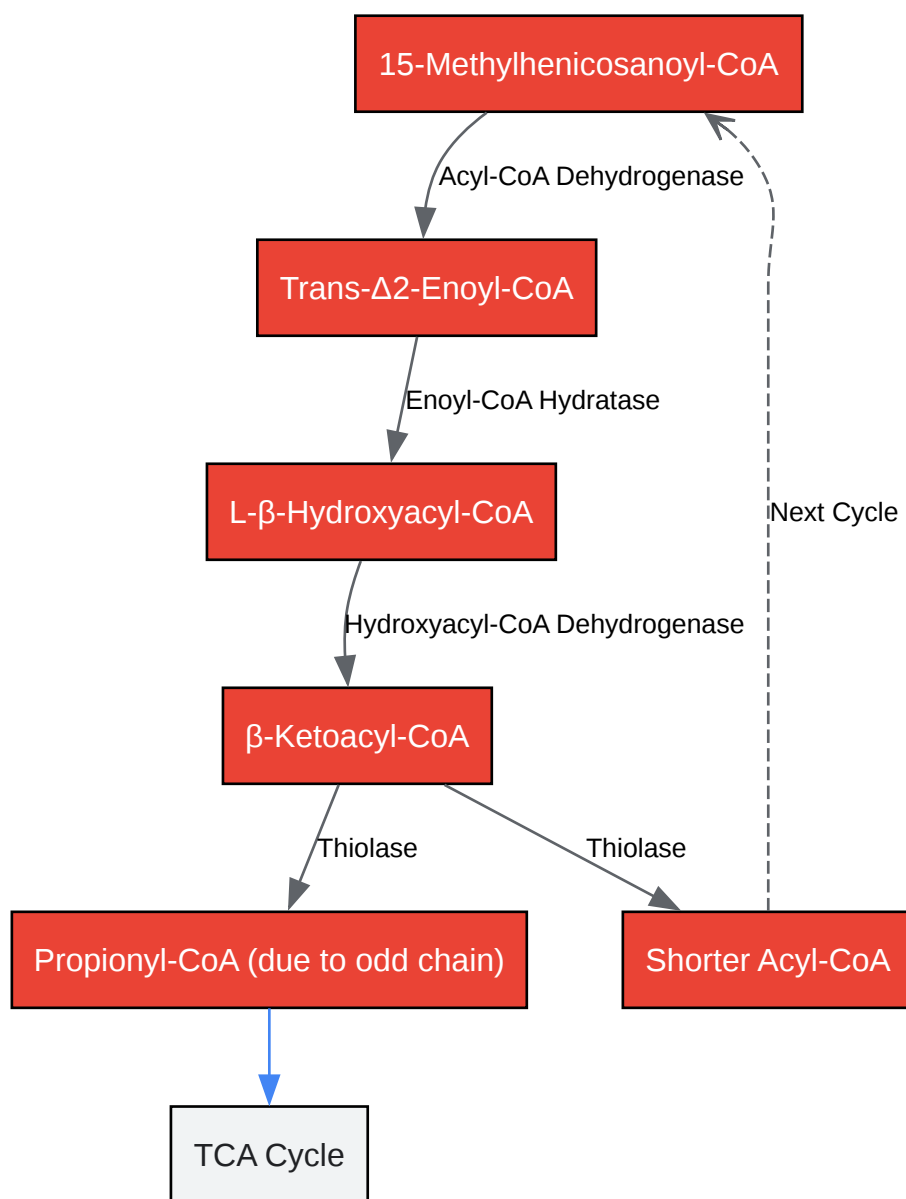 15-Methylhenicosanoyl-CoA
Acyl-CoA Dehydrogenase
Trans-Δ2-Enoyl-CoA
Enoyl-CoA Hydratase
L-β-Hydroxyacyl-CoA
Next Cycle
Hydroxyacyl-CoA Dehydrogenase
β-Ketoacyl-CoA
Thiolase
Thiolase
Propionyl-CoA (due to odd chain)
Shorter Acyl-CoA
TCA Cycle